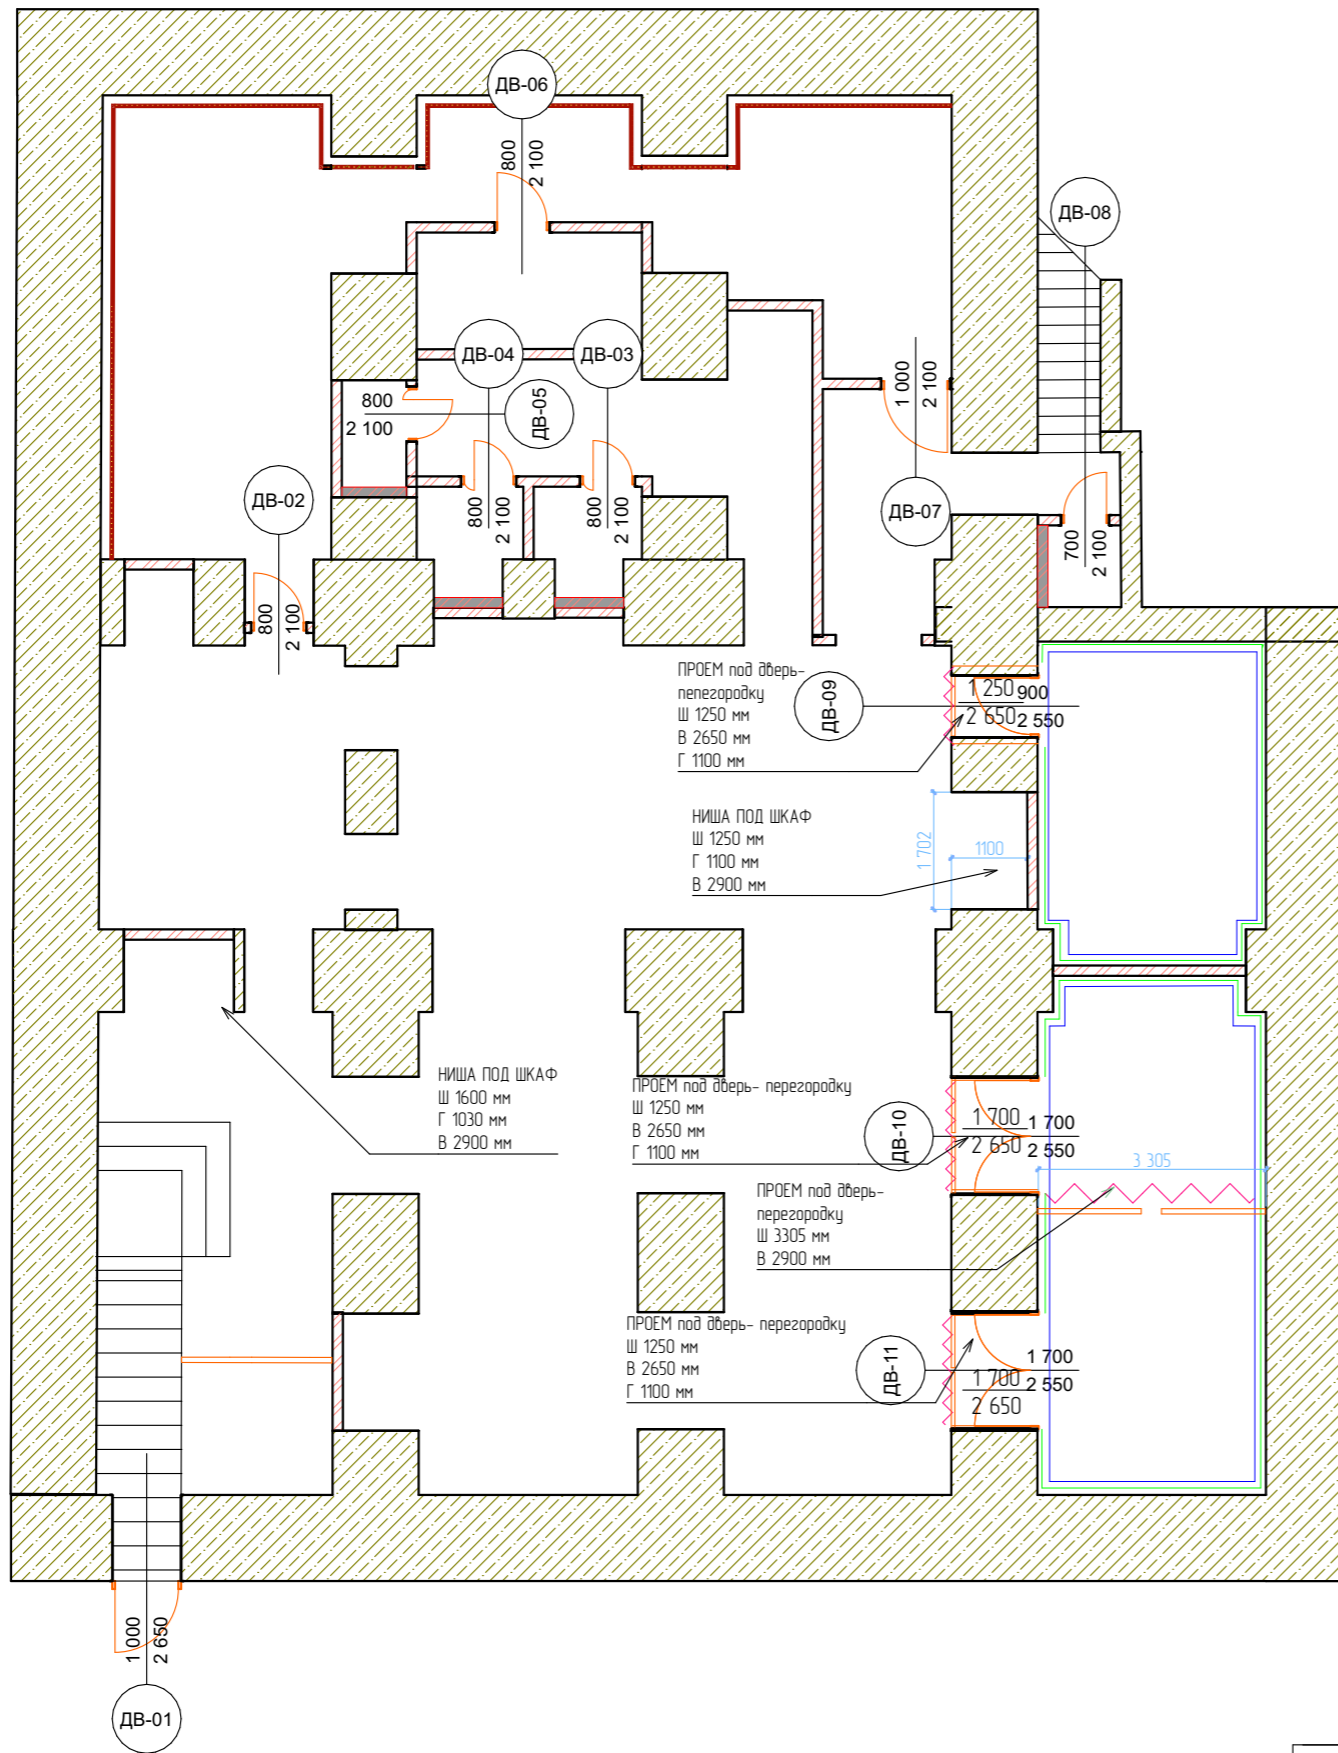 ДВ-06
800
2 100
ДВ-08
ДВ-04
ДВ-03
800
2 100
ДВ-05
1 000
2 100
ДВ-02
800
2 100
800
2 100
ДВ-07
700
2 100
800
2 100
ПРОЕМ под дверь-
пепегородку
Ш 1250 мм
В 2650 мм
Г 1100 мм
ДВ-09
1 250 900
2 650 2 550
НИША ПОД ШКАФ
Ш 1250 мм
Г 1100 мм
В 2900 мм
1 702
1100
НИША ПОД ШКАФ
Ш 1600 мм
Г 1030 мм
В 2900 мм
ПРОЕМ под дверь- перегородку
Ш 1250 мм
В 2650 мм
Г 1100 мм
ДВ-10
1 700 1 700
2 650 2 550
3 305
ПРОЕМ под дверь-
перегородку
Ш 3305 мм
В 2900 мм
ПРОЕМ под дверь- перегородку
Ш 1250 мм
В 2650 мм
Г 1100 мм
ДВ-11
1 700
1 700 2 550
2 650
1 000
2 650
ДВ-01